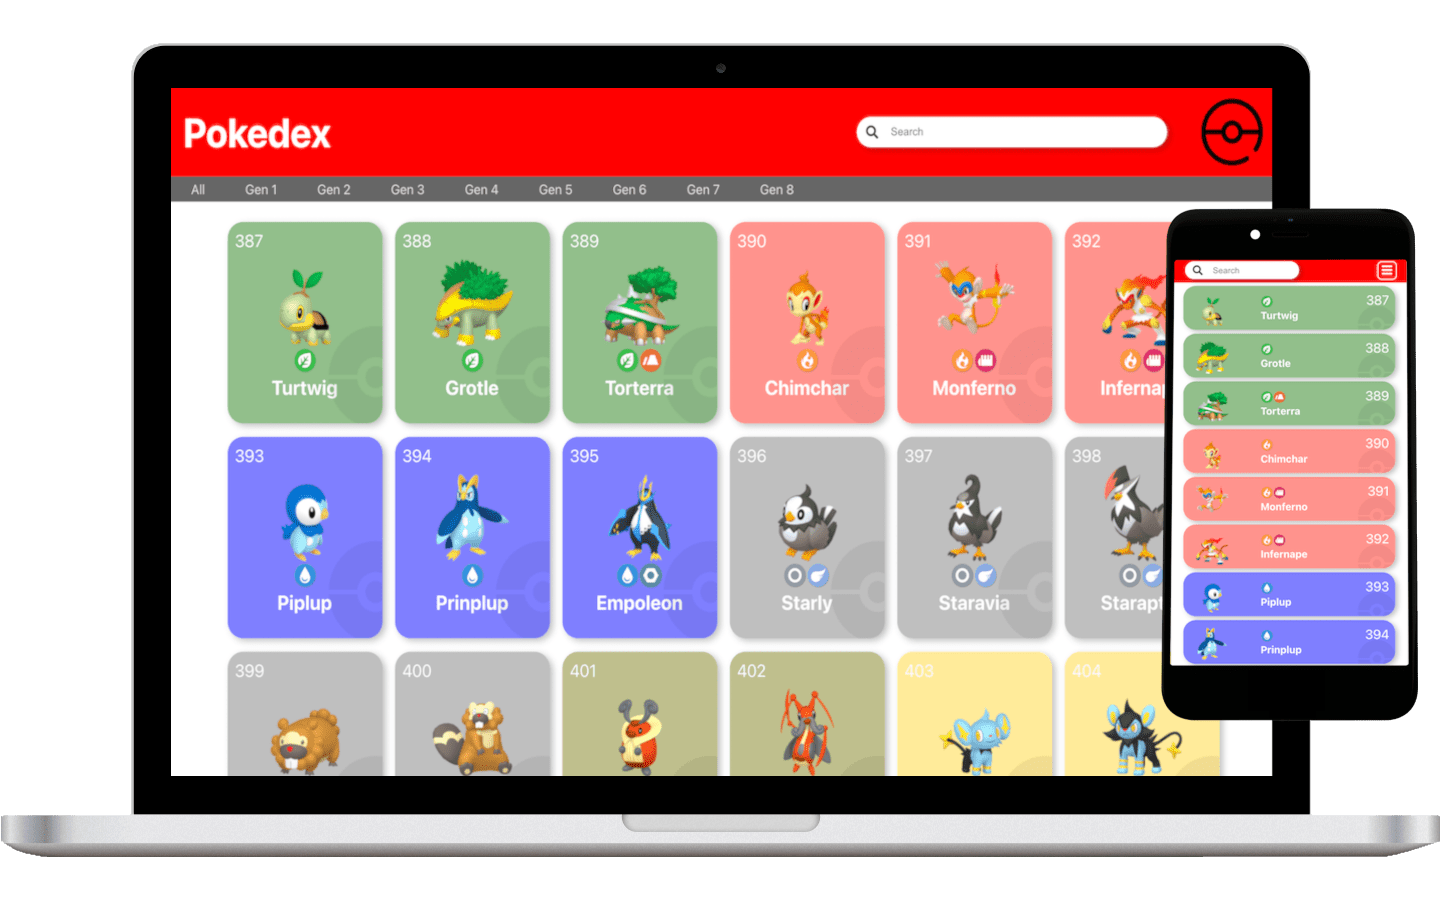 Pokedex
Search
All Gen 1 Gen 2 Gen 3 Gen 4 Gen 5 Gen 6 Gen 7 Gen 8
387 388 389 390 391 392
Turtwig Grotle Torterra Chimchar Monferno Infernap
393 394 395 396 397 398
Piplup Prinplup Empoleon Starly Staravia Starapt
399 400 401 402 403 404
Search
387
Turtwig
388
Grotle
389
Torterra
390
Chimchar
391
Monferno
392
Infernape
393
Piplup
394
Prinplup